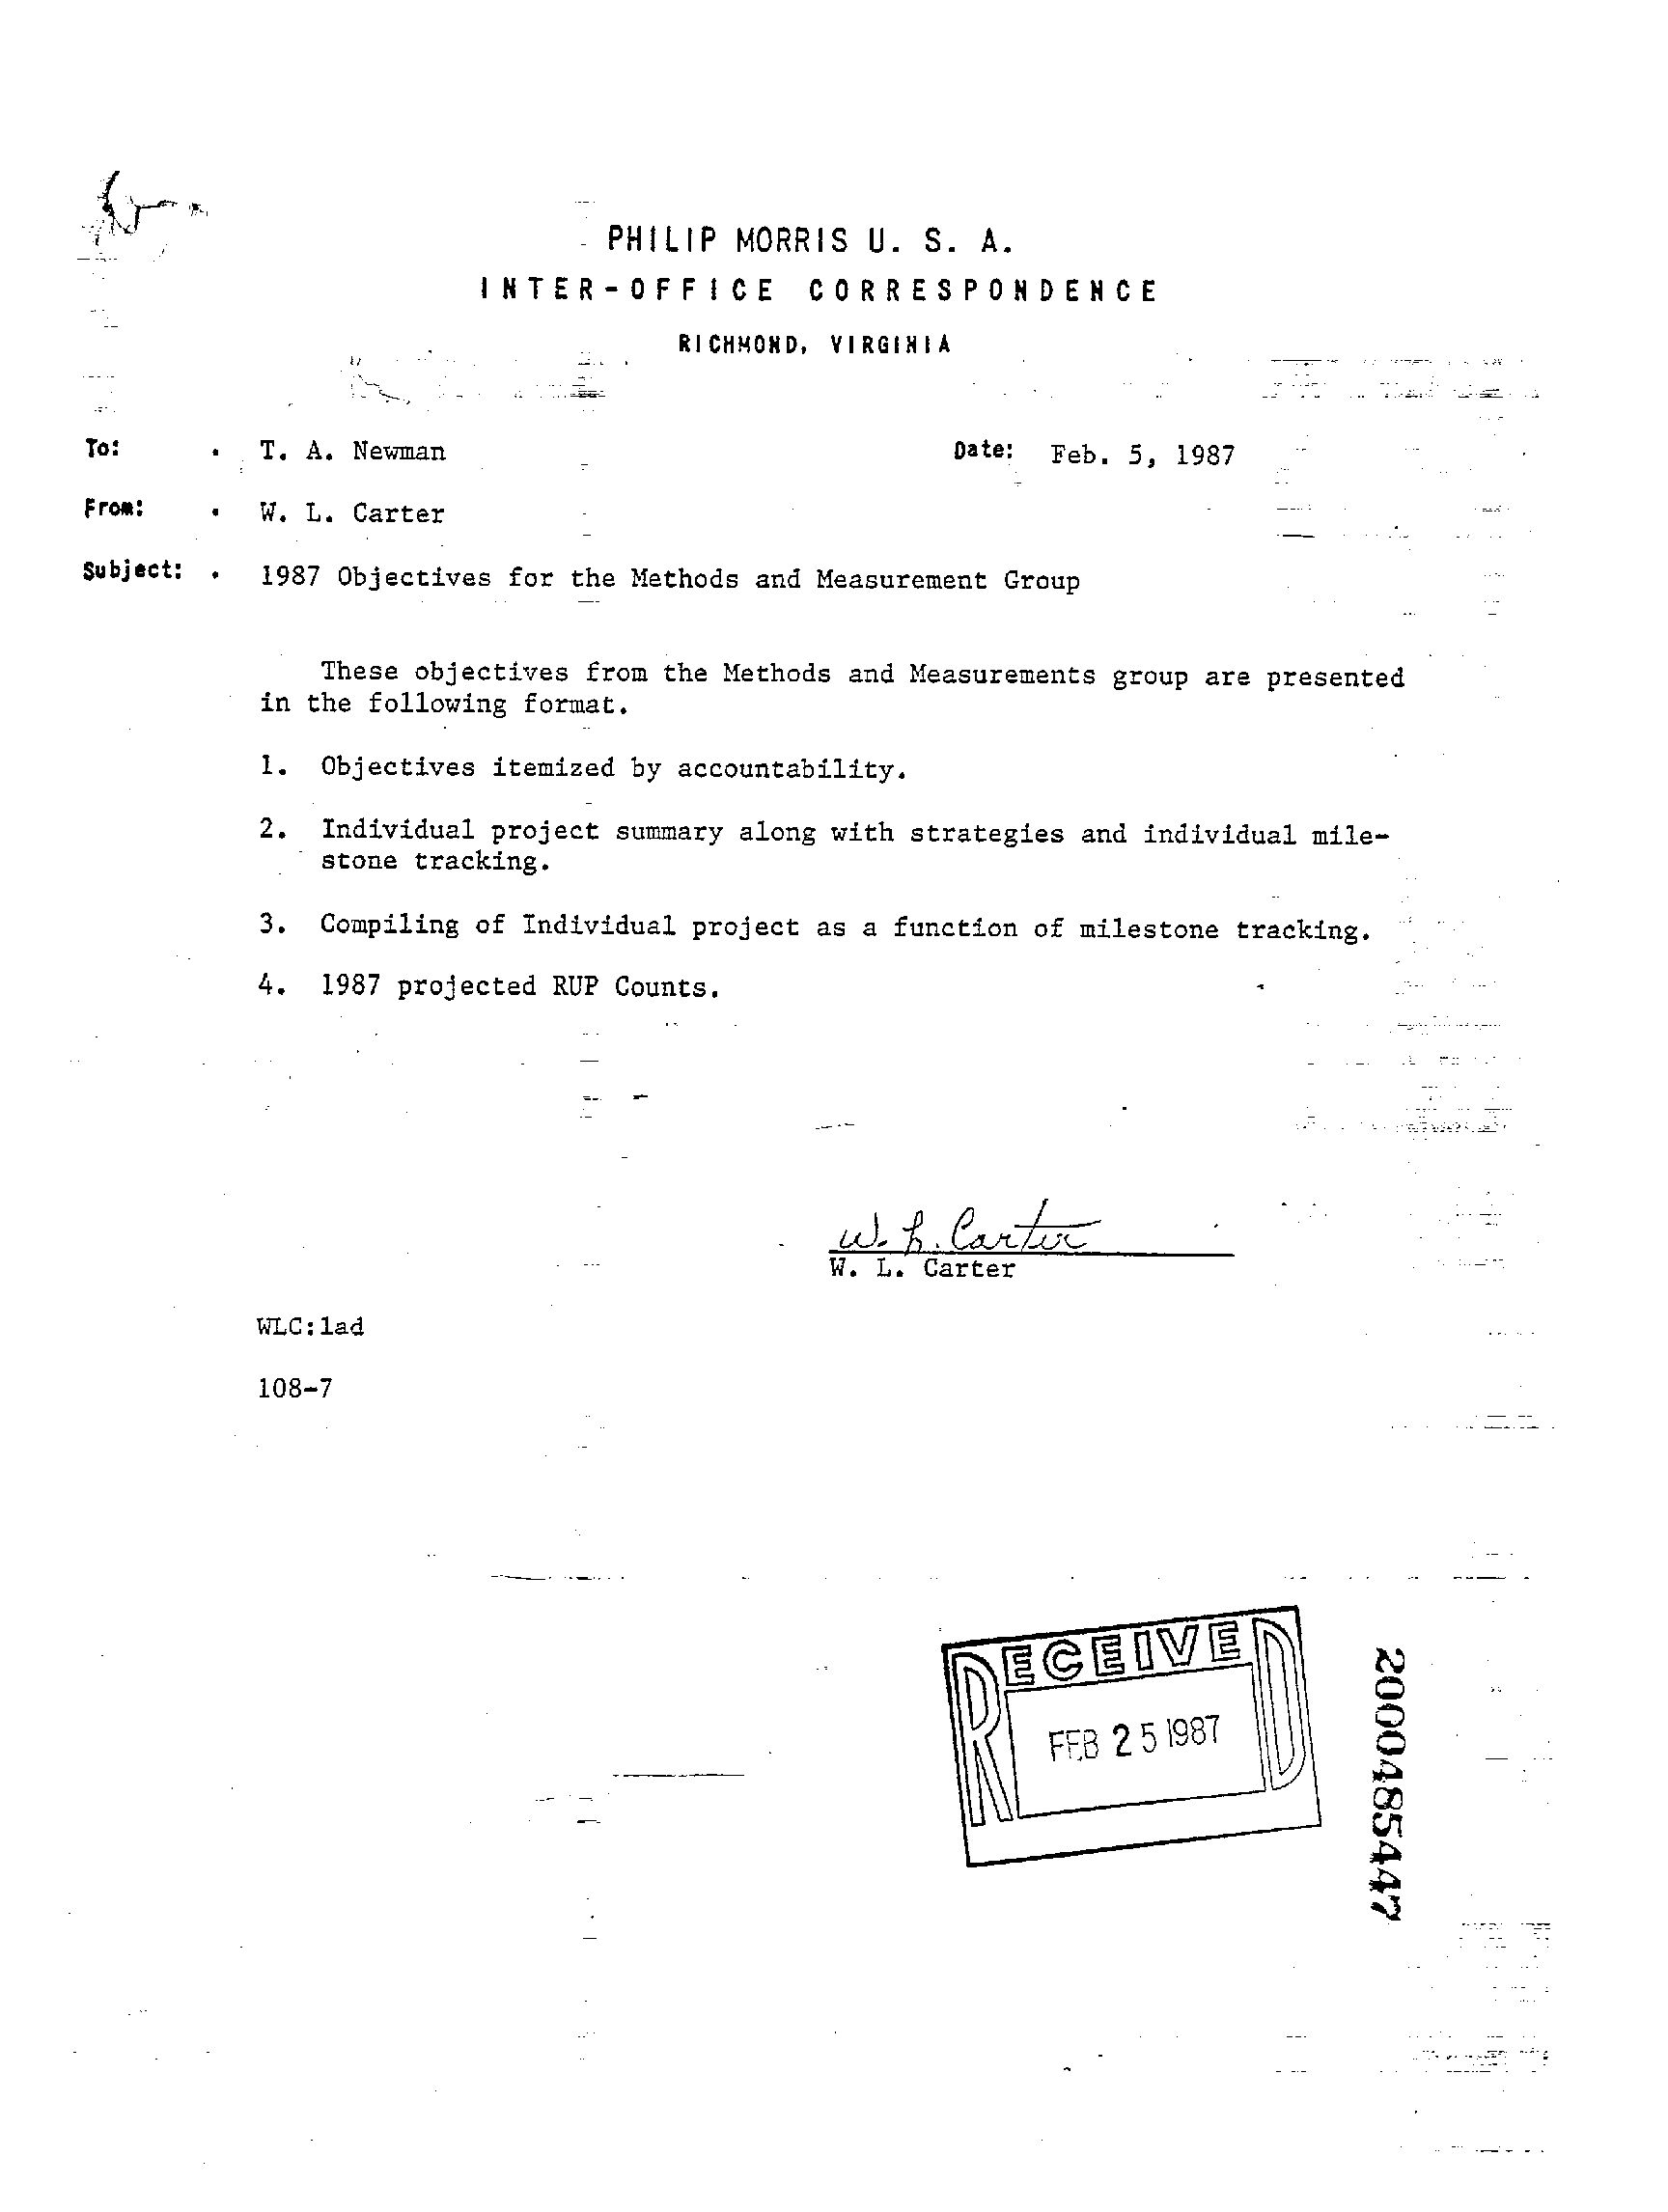 PHILIP MORRIS U. S. A.
INTER-OFFICE CORRESPONDENCE
RICHMOND, VIRGINIA
To: . T. A. Newman Date: Feb. 5, 1987
From: . W. L. Carter
Subject: . 1987 Objectives for the Methods and Measurement Group
These objectives from the Methods and Measurements group are presented
in the following format.
1. Objectives itemized by accountability.
2. Individual project summary along with strategies and individual mile-
stone tracking.
3. Compiling of Individual project as a function of milestone tracking.
4. 1987 projected RUP Counts.
W. L. Carter
W. L. Carter
WLC:lad
108-7
RECEIVED
FEB 25 1987
2000485447